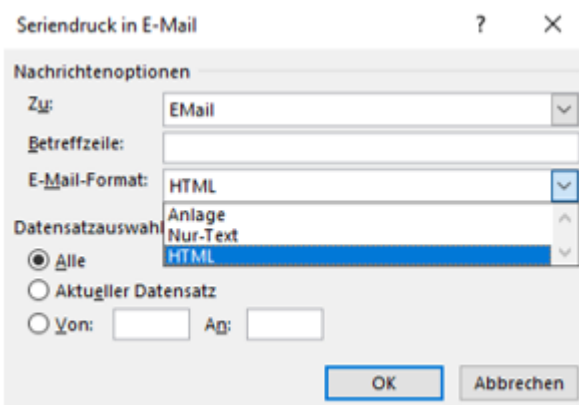 Seriendruck in E-Mail ?
Nachrichtenoptionen
Zu: EMail
Betreffzeile:
E-Mail-Format: HTML
Anlage
Nur-Text
HTML
Datensatzauswahl
Alle
Aktueller Datensatz
Von: An:
OK Abbrechen